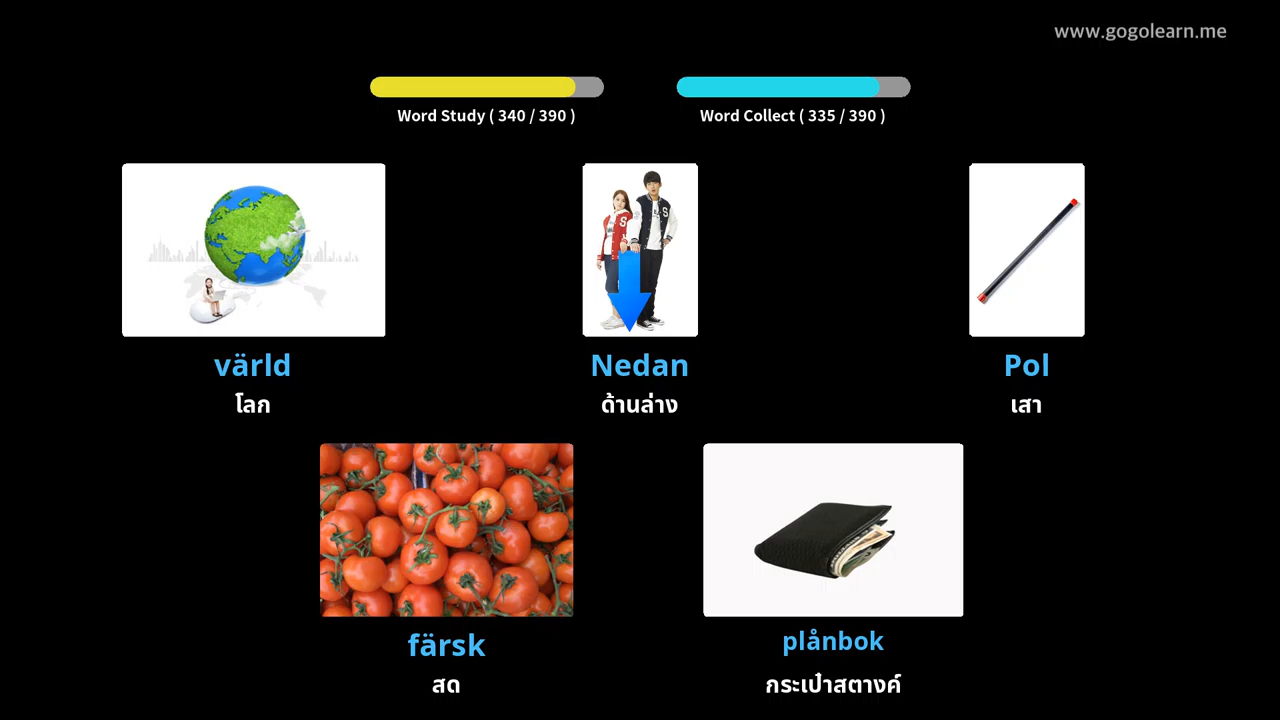 www.gogolearn.me
Word Study ( 340 / 390 )
Word Collect ( 335 / 390 )
värld
โลก
Nedan
ด้านล่าง
Pol
เสา
färsk
สด
plånbok
กระเป๋าสตางค์